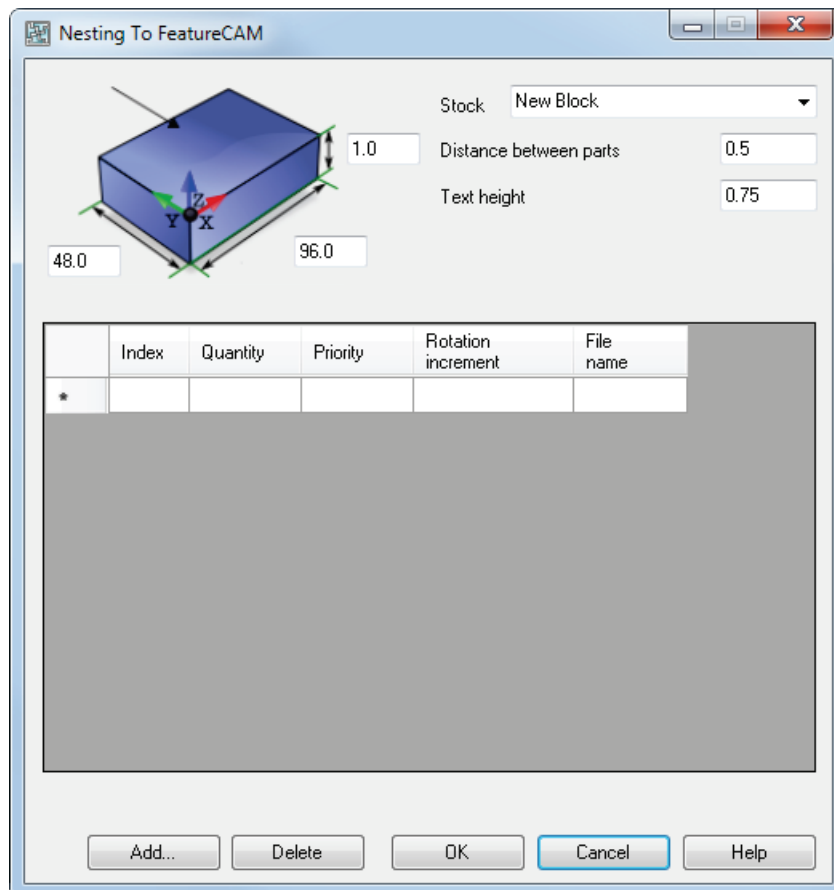 Nesting To FeatureCAM
Stock New Block
1.0 Distance between parts 0.5
Text height 0.75
Z
Y X
48.0 96.0
Index Quantity Priority Rotation increment File name
*
Add... Delete OK Cancel Help